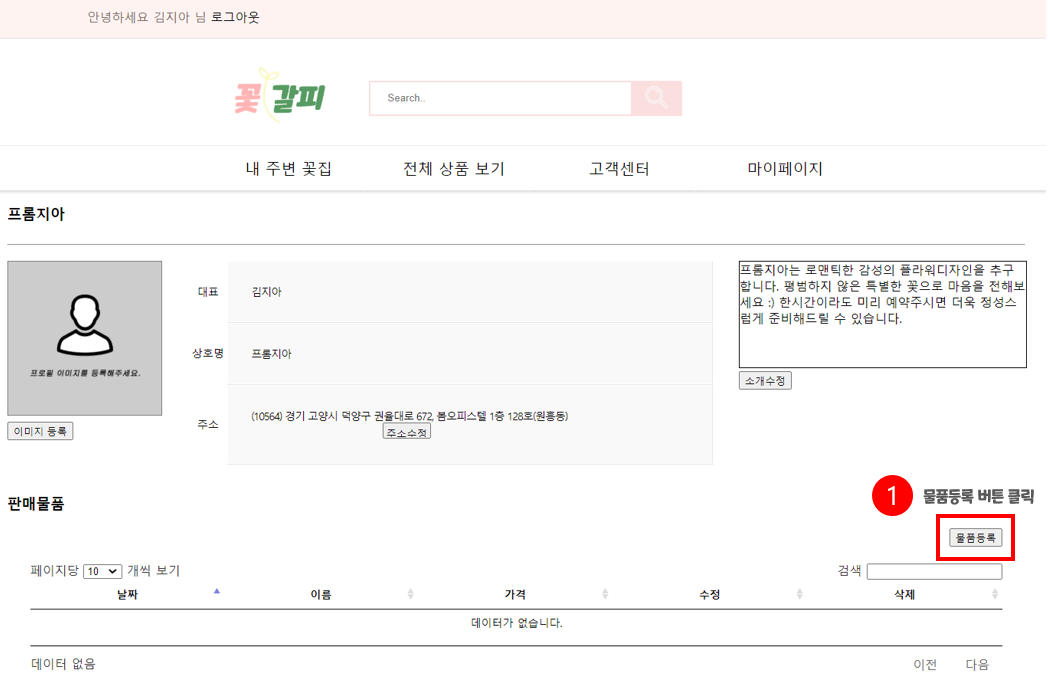 안녕하세요 김지아 님 로그아웃
꽃갈피
Search..
내 주변 꽃집 전체 상품 보기 고객센터 마이페이지
프롬지아
프로필 이미지를 등록해주세요.
이미지 등록
대표 김지아
상호명 프롬지아
주소 (10564) 경기 고양시 덕양구 권율대로 672, 봄오피스텔 1층 128호(원흥동)
주소수정
프롬지아는 로맨틱한 감성의 플라워디자인을 추구
합니다. 평범하지 않은 특별한 꽃으로 마음을 전해보
세요 :) 한시간이라도 미리 예약주시면 더욱 정성스
럽게 준비해드릴 수 있습니다.
소개수정
판매물품
1 물품등록 버튼 클릭
물품등록
페이지당 10 개씩 보기 검색
날짜 이름 가격 수정 삭제
데이터가 없습니다.
데이터 없음 이전 다음